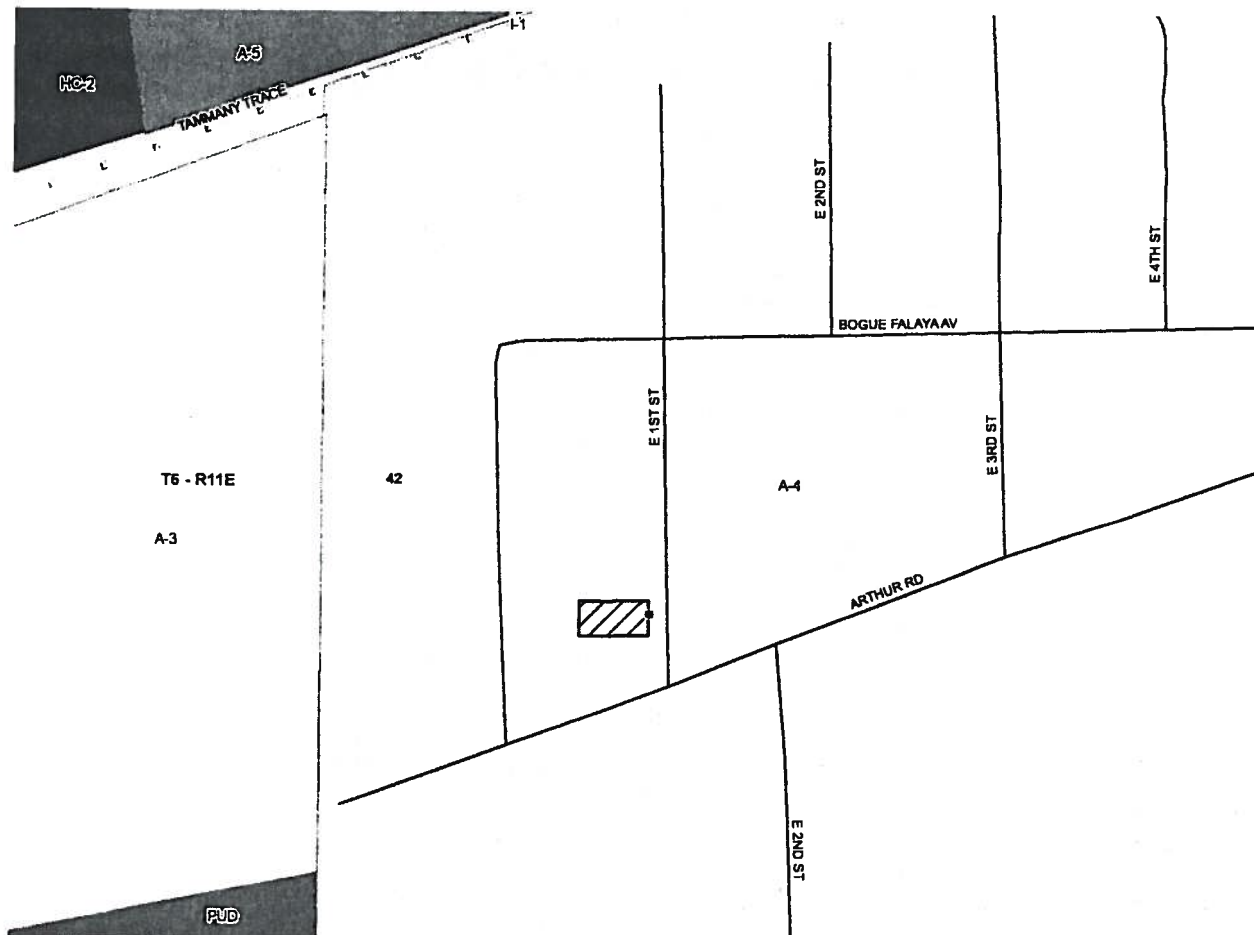 I-1
A-5
HC-2
TAMMANY TRACE
E 2ND ST
E 4TH ST
BOGUE FALAYA AV
E 1ST ST
E 3RD ST
T6 - R11E
42
A-4
A-3
ARTHUR RD
E 2ND ST
PUD